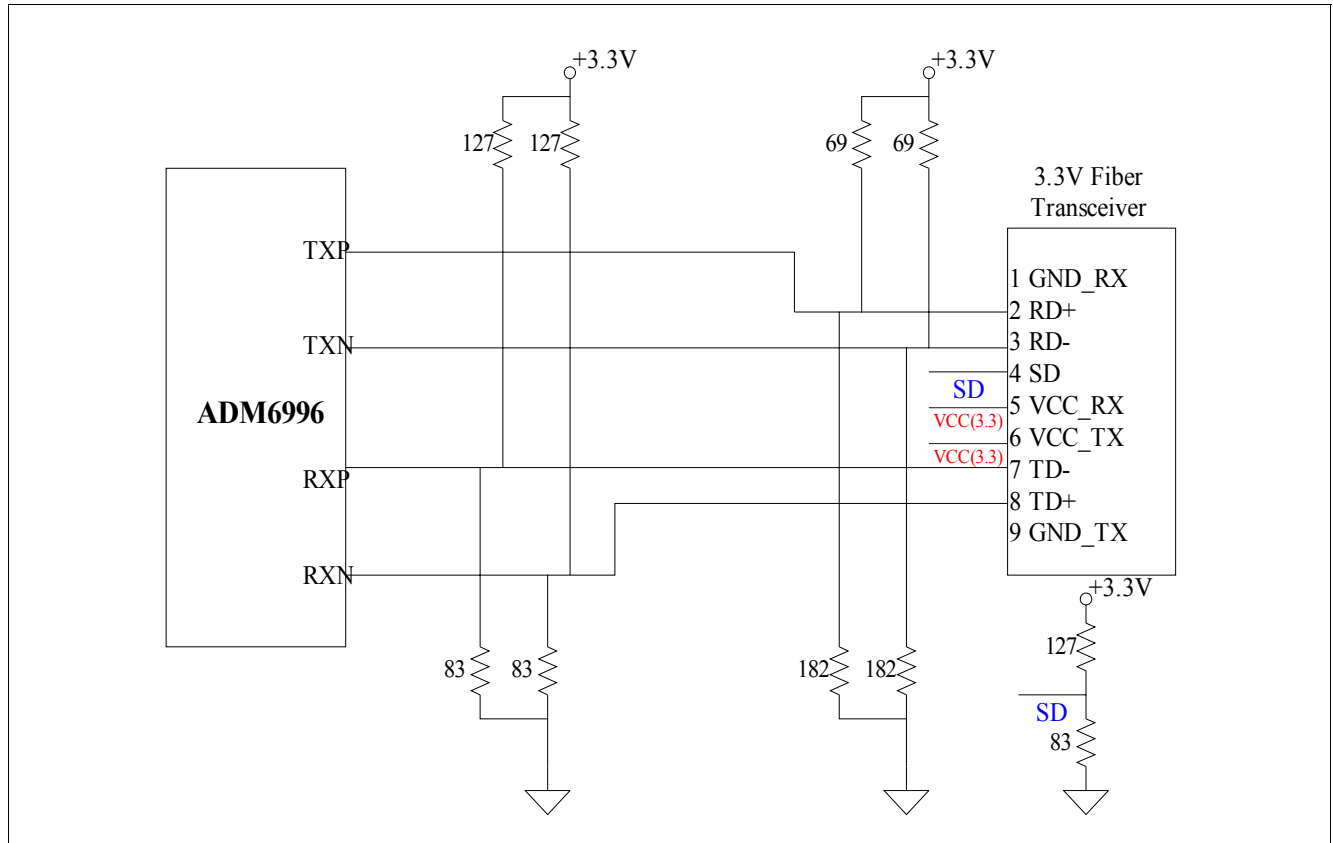 +3.3V
+3.3V
127
127
69
69
3.3V Fiber
Transceiver
TXP
TXN
ADM6996
RXP
RXN
1 GND_RX
2 RD+
3 RD-
4 SD
SD
5 VCC_RX
VCC(3.3)
6 VCC_TX
VCC(3.3)
7 TD-
8 TD+
9 GND_TX
+3.3V
83
83
182
182
127
SD
83